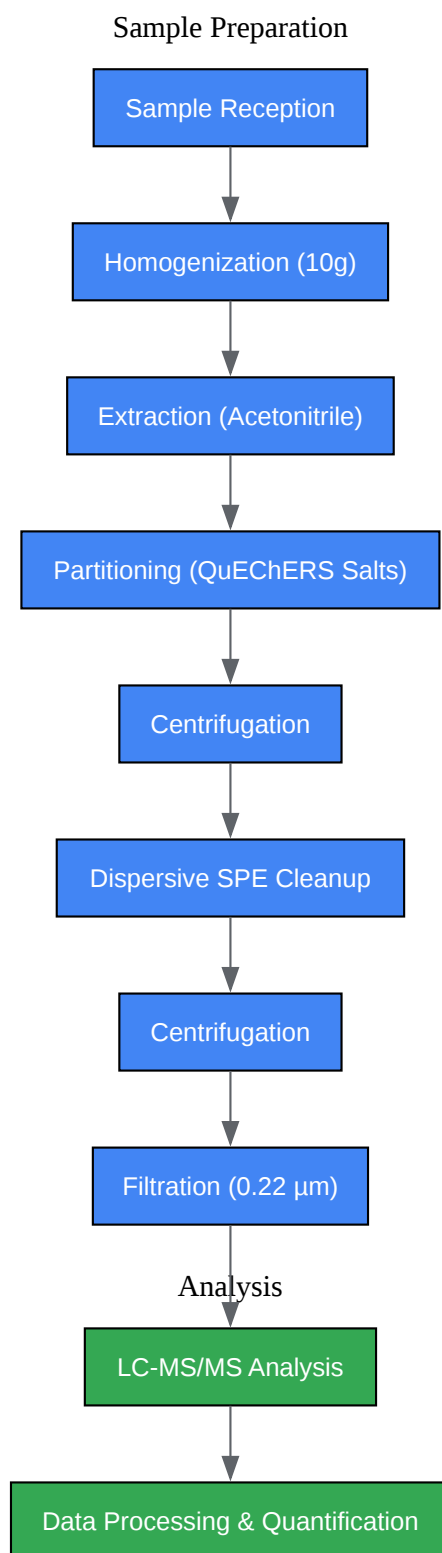 Sample Preparation
Sample Reception
Homogenization (10g)
Extraction (Acetonitrile)
Partitioning (QuEChERS Salts)
Centrifugation
Dispersive SPE Cleanup
Centrifugation
Filtration (0.22 µm)
Analysis
LC-MS/MS Analysis
Data Processing & Quantification